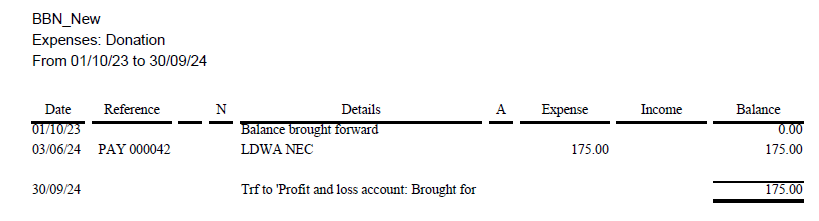 BBN_New
Expenses: Donation
From 01/10/23 to 30/09/24
Date Reference N Details A Expense Income Balance
01/10/23 Balance brought forward 0.00
03/06/24 PAY 000042 LDWA NEC 175.00 175.00
30/09/24 Trf to 'Profit and loss account: Brought for 175.00